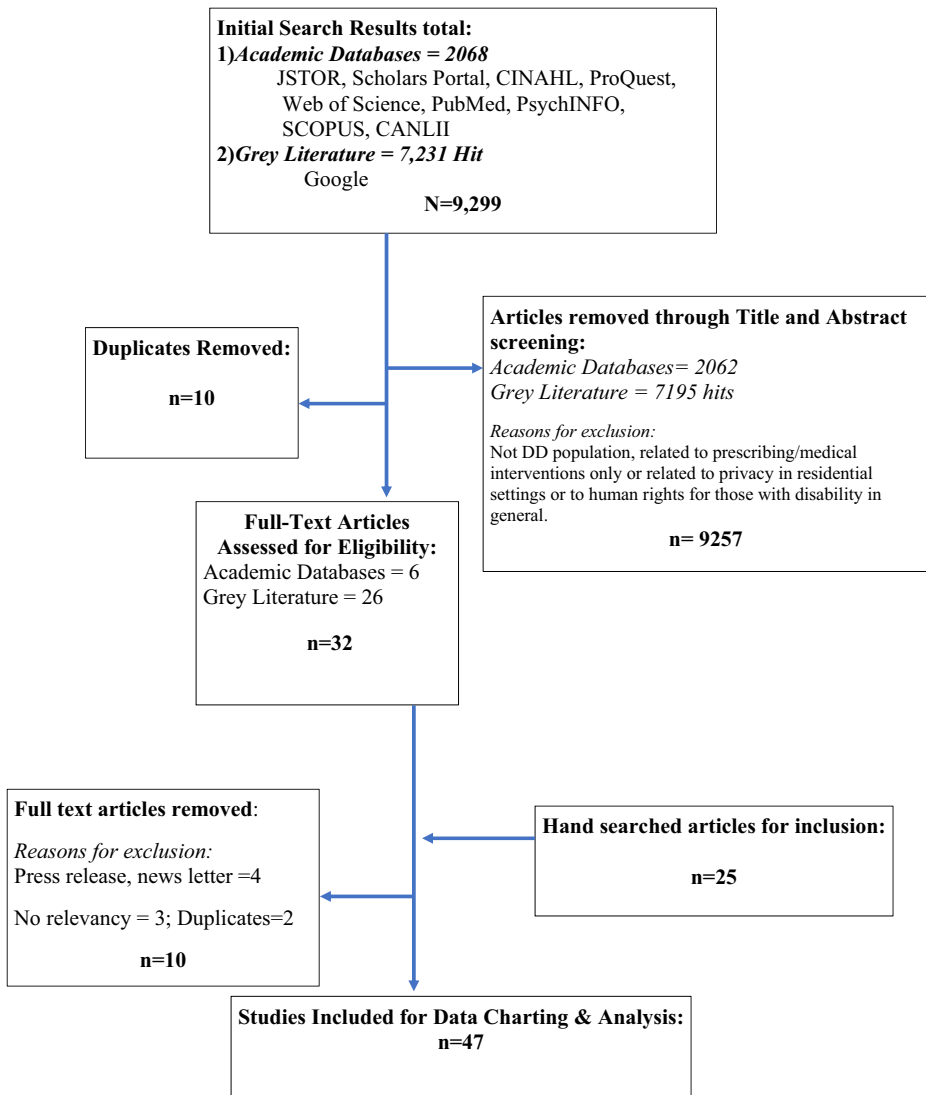 Initial Search Results total:
1)Academic Databases = 2068
JSTOR, Scholars Portal, CINAHL, ProQuest,
Web of Science, PubMed, PsychINFO,
SCOPUS, CANLII
2)Grey Literature = 7,231 Hit
Google
N=9,299
Duplicates Removed:
n=10
Articles removed through Title and Abstract
screening:
Academic Databases= 2062
Grey Literature = 7195 hits
Reasons for exclusion:
Not DD population, related to prescribing/medical
interventions only or related to privacy in residential
settings or to human rights for those with disability in
general.
n= 9257
Full-Text Articles
Assessed for Eligibility:
Academic Databases = 6
Grey Literature = 26
n=32
Full text articles removed:
Reasons for exclusion:
Press release, news letter =4
No relevancy = 3; Duplicates=2
n=10
Hand searched articles for inclusion:
n=25
Studies Included for Data Charting & Analysis:
n=47